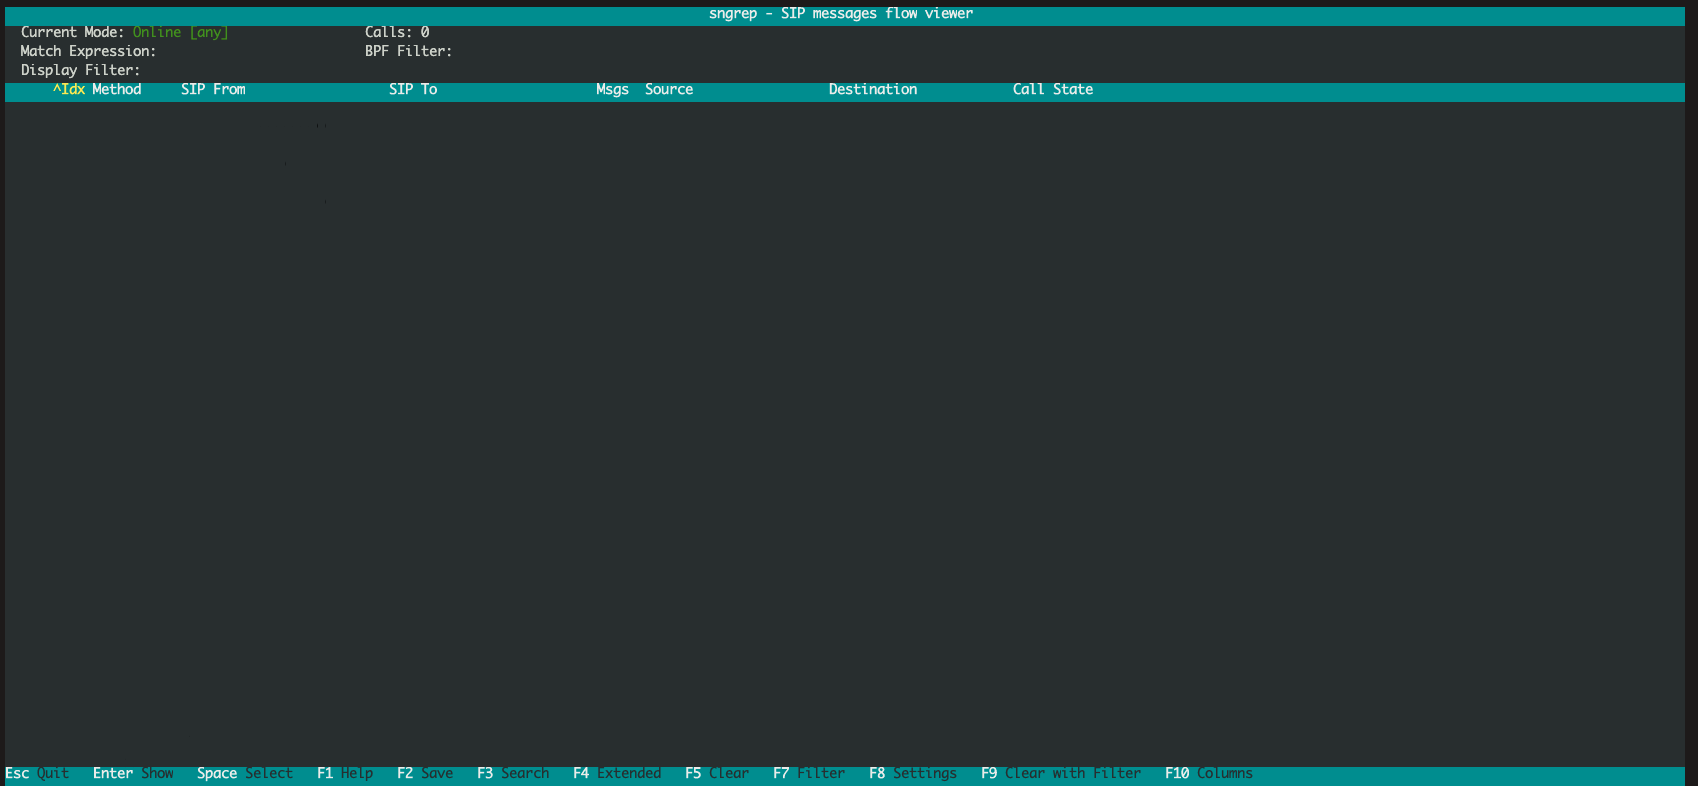 sngrep - SIP messages flow viewer
Current Mode: Online [any] Calls: 0
Match Expression: BPF Filter:
Display Filter:
^Idx Method SIP From SIP To Msgs Source Destination Call State
Esc Quit Enter Show Space Select F1 Help F2 Save F3 Search F4 Extended F5 Clear F7 Filter F8 Settings F9 Clear with Filter F10 Columns